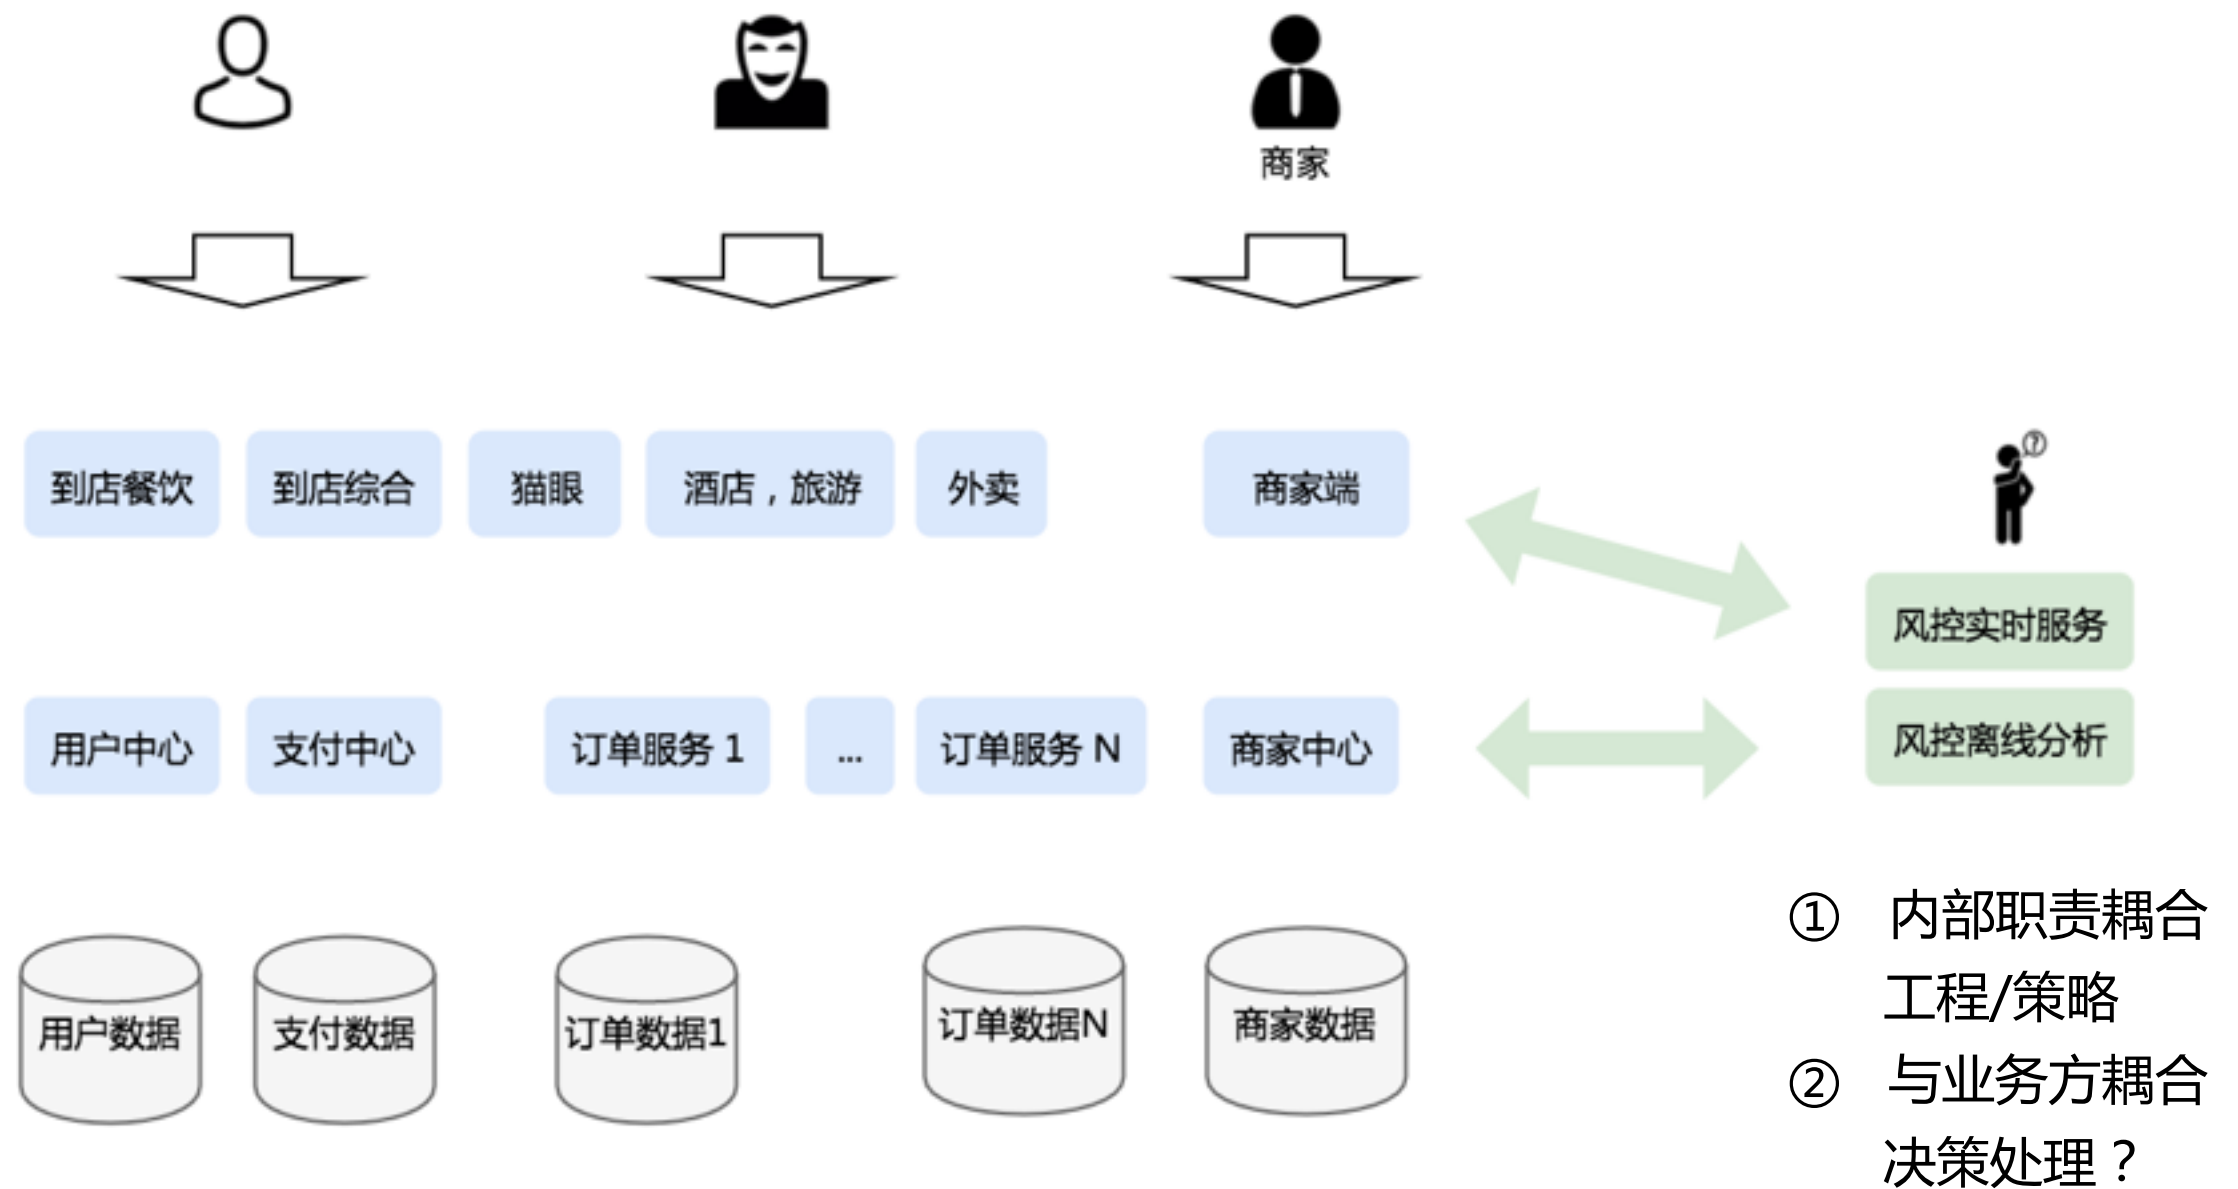 商家
到店餐饮 到店综合 猫眼 酒店，旅游 外卖 商家端
?
风控实时服务
用户中心 支付中心 订单服务 1 ... 订单服务 N 商家中心
风控离线分析
用户数据 支付数据 订单数据1 订单数据N 商家数据
① 内部职责耦合
工程/策略
② 与业务方耦合
决策处理？